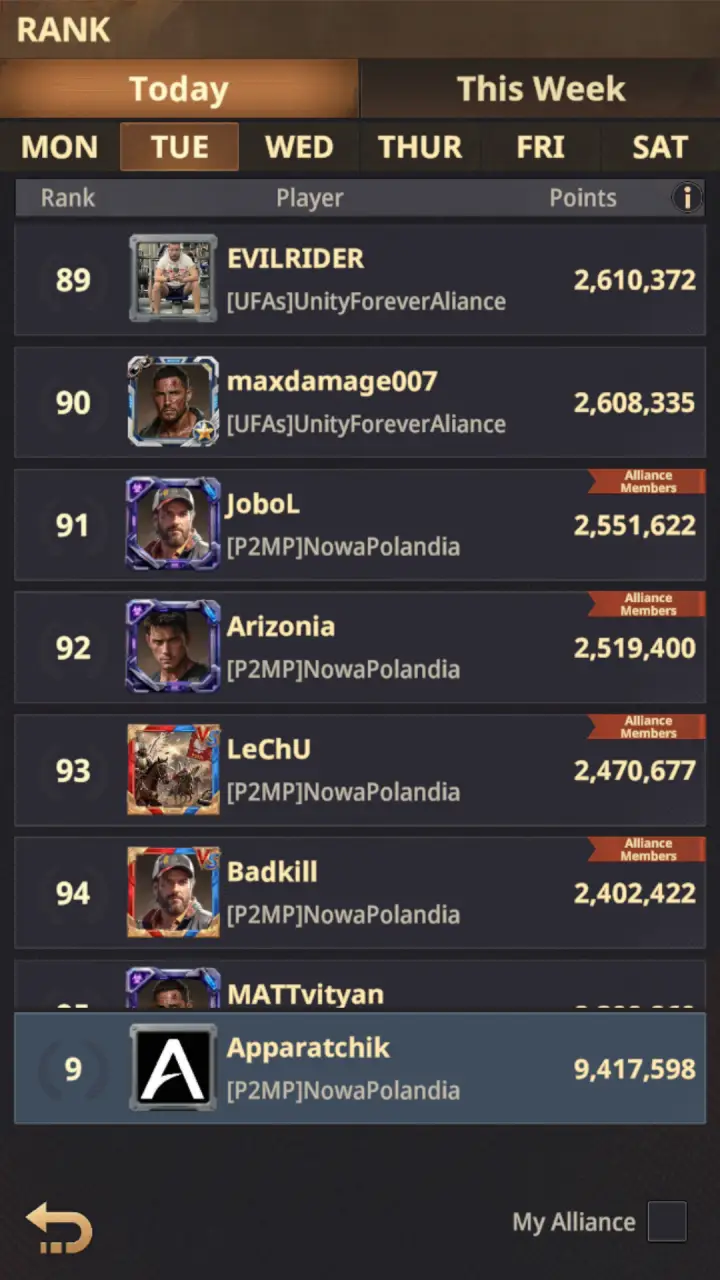 RANK
Today
This Week
MON
TUE
WED
THUR
FRI
SAT
Rank
Player
Points
i
89
EVILRIDER
[UFAs]UnityForeverAliance
2,610,372
90
maxdamage007
[UFAs]UnityForeverAliance
2,608,335
91
JoboL
[P2MP]NowaPolandia
Alliance
Members
2,551,622
92
Arizonia
[P2MP]NowaPolandia
Alliance
Members
2,519,400
93
LeChU
[P2MP]NowaPolandia
Alliance
Members
2,470,677
94
Badkill
[P2MP]NowaPolandia
Alliance
Members
2,402,422
MATTvityan
9
Apparatchik
[P2MP]NowaPolandia
9,417,598
My Alliance